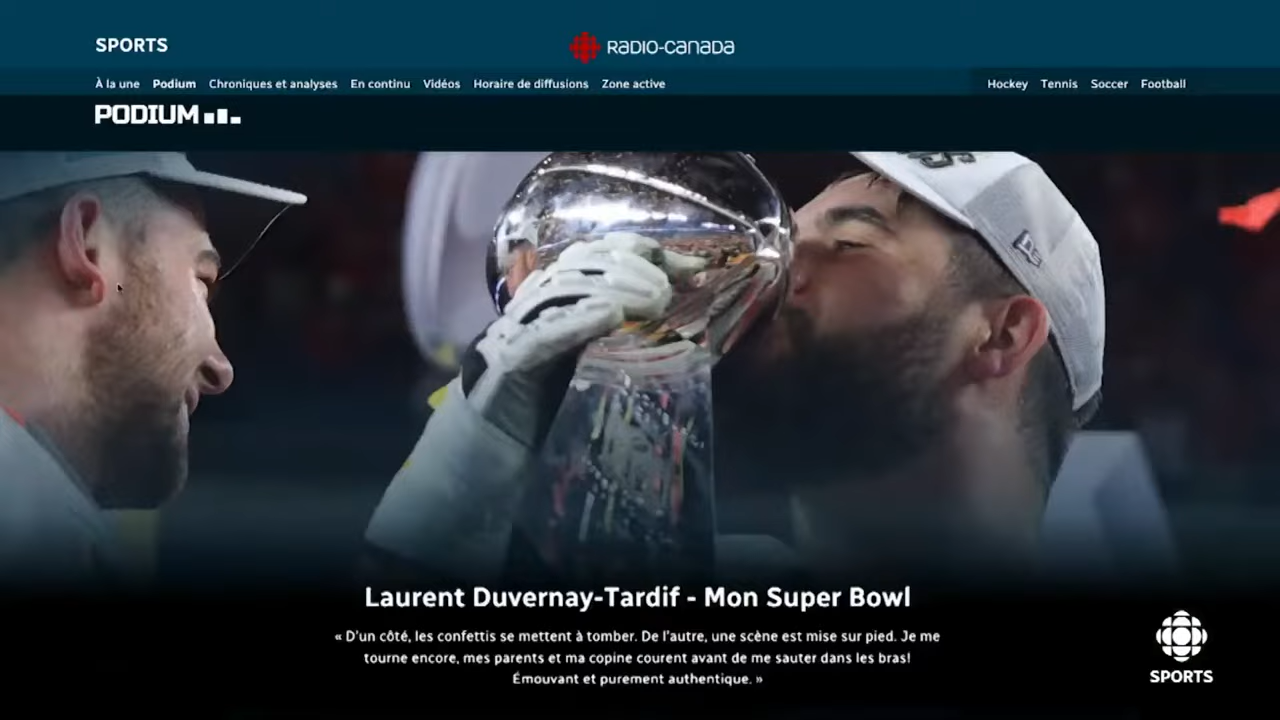 SPORTS
RADIO-CANADA
À la une Podium Chroniques et analyses En continu Vidéos Horaire de diffusions Zone active Hockey Tennis Soccer Football
PODIUM
Laurent Duvernay-Tardif - Mon Super Bowl
« D'un côté, les confettis se mettent à tomber. De l'autre, une scène est mise sur pied. Je me
tourne encore, mes parents et ma copine courent avant de me sauter dans les bras!
Émouvant et purement authentique. »
SPORTS